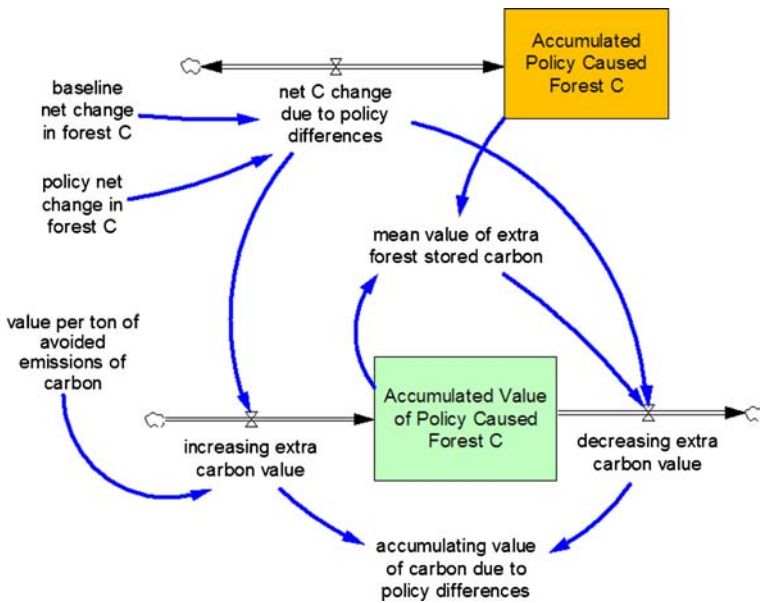 Accumulated
Policy Caused
Forest C
baseline
net change
in forest C
net C change
due to policy
differences
policy net
change in
forest C
mean value of extra
forest stored carbon
value per ton of
avoided
emissions of
carbon
Accumulated Value
of Policy Caused
Forest C
increasing extra
carbon value
decreasing extra
carbon value
accumulating value
of carbon due to
policy differences